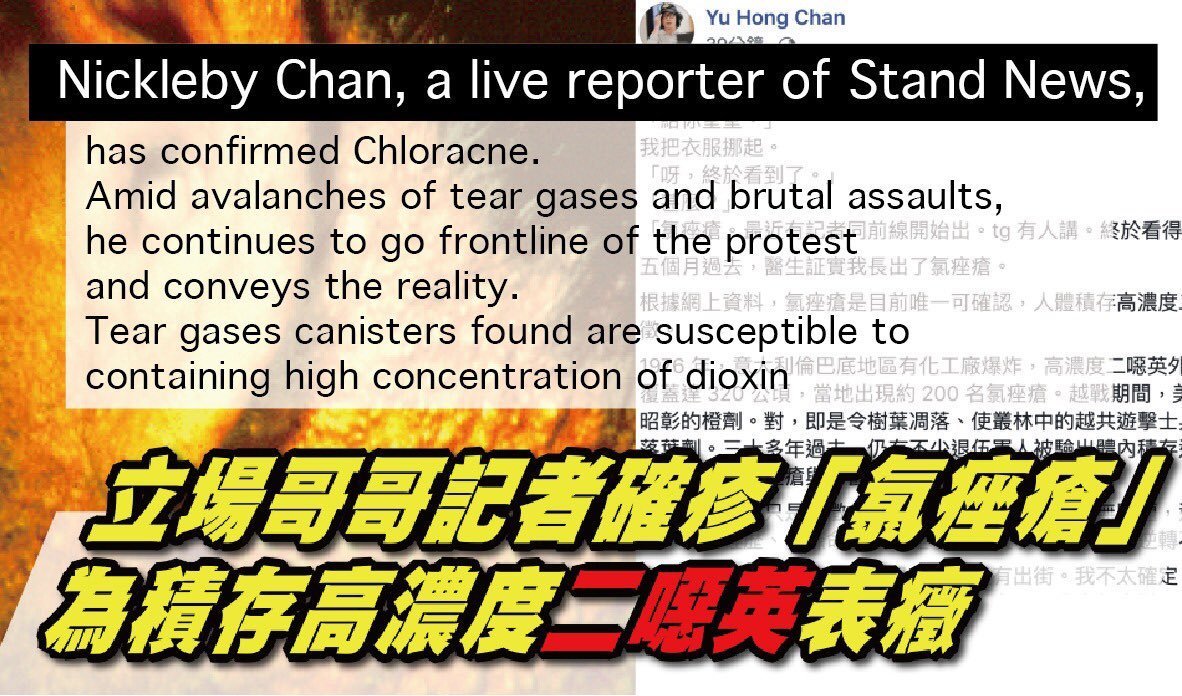 Yu Hong Chan
Nickleby Chan, a live reporter of Stand News,
has confirmed Chloracne.
Amid avalanches of tear gases and brutal assaults,
he continues to go frontline of the protest
and conveys the reality.
Tear gases canisters found are susceptible to
containing high concentration of dioxin
我把衣服挪起。
「呀，終於看到了。」
「氯痤瘡。最近有記者同前線開始出。tg 有人講。終於看得
五個月過去，醫生証實我長出了氯痤瘡。
根據網上資料，氯痤瘡是目前唯一可確認，人體積存高濃度二
1976 年，意大利倫巴底地區有化工廠爆炸，高濃度二噁英外
覆蓋達 320 公頃，當地出現約 200 名氯痤瘡。越戰期間，美
昭彰的橙劑。對，即是令樹葉凋落、使叢林中的越共遊擊士兵
落葉劑。三十多年過去，仍有不少退伍軍人被驗出體內積存
逆轉
有出街。我不太確定
立場哥哥記者確疹「氯痤瘡」
為積存高濃度二噁英表癥